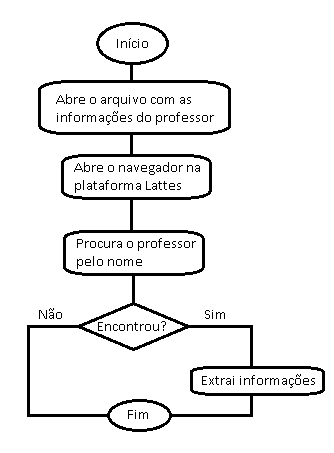 Início
Abre o arquivo com as
informações do professor
Abre o navegador na
plataforma Lattes
Procura o professor
pelo nome
Não
Encontrou?
Sim
Extrai informações
Fim